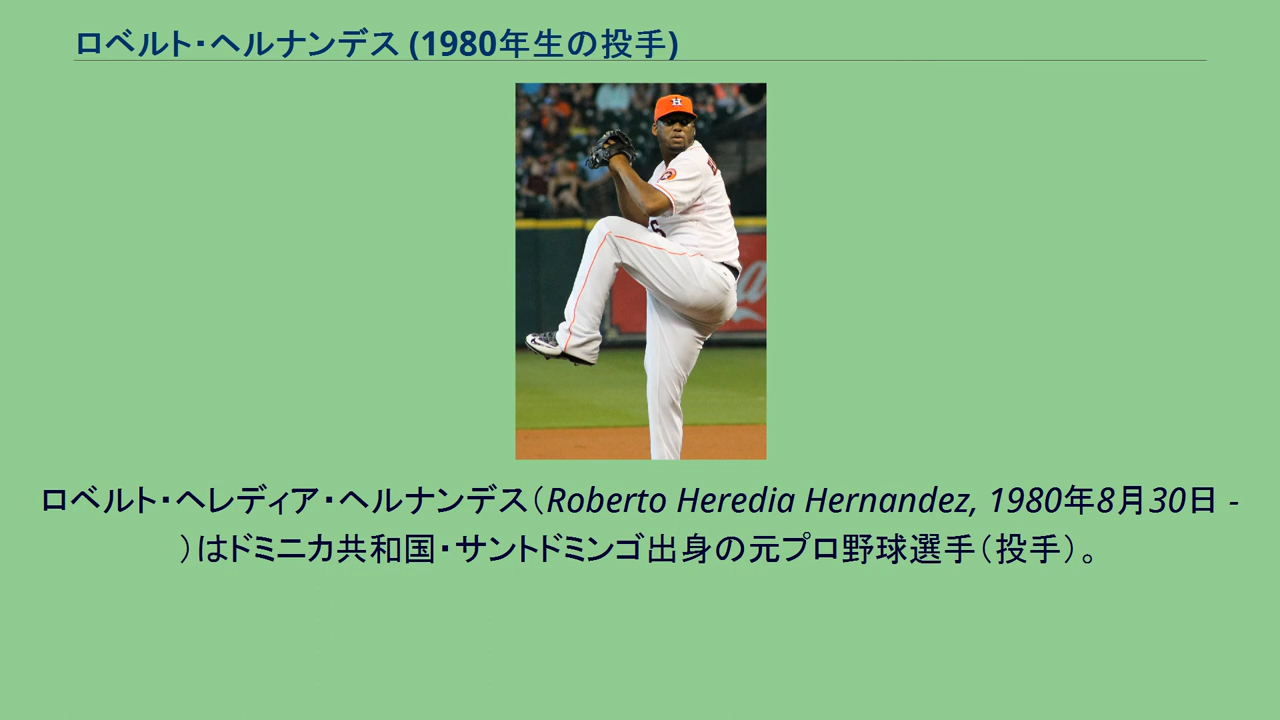 ロベルト・ヘルナンデス (1980年生の投手)
H
ロベルト・ヘレディア・ヘルナンデス（Roberto Heredia Hernandez, 1980年8月30日 -
）はドミニカ共和国・サントドミンゴ出身の元プロ野球選手（投手）。